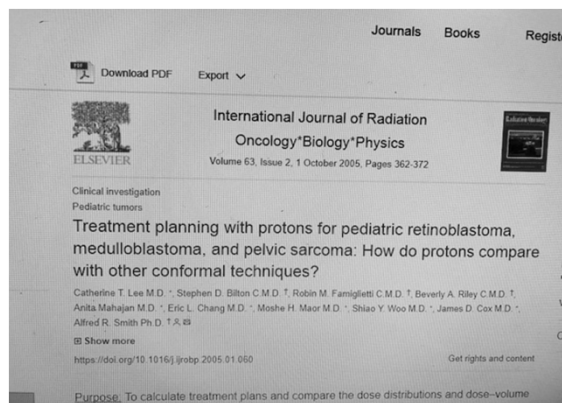 Journals Books Regist
PDF
Download PDF Export
International Journal of Radiation
Oncology*Biology*Physics
Volume 63, Issue 2, 1 October 2005, Pages 362-372
ELSEVIER
Clinical investigation
Pediatric tumors
Treatment planning with protons for pediatric retinoblastoma,
medulloblastoma, and pelvic sarcoma: How do protons compare
with other conformal techniques?
Catherine T. Lee M.D. *, Stephen D. Bilton C.M.D. †, Robin M. Famiglietti C.M.D. †, Beverly A. Riley C.M.D. †,
Anita Mahajan M.D. *, Eric L. Chang M.D. *, Moshe H. Maor M.D. *, Shiao Y. Woo M.D. *, James D. Cox M.D. *,
Alfred R. Smith Ph.D. †
Show more
https://doi.org/10.1016/j.ijrobp.2005.01.060 Get rights and content
Purpose: To calculate treatment plans and compare the dose distributions and dose–volume